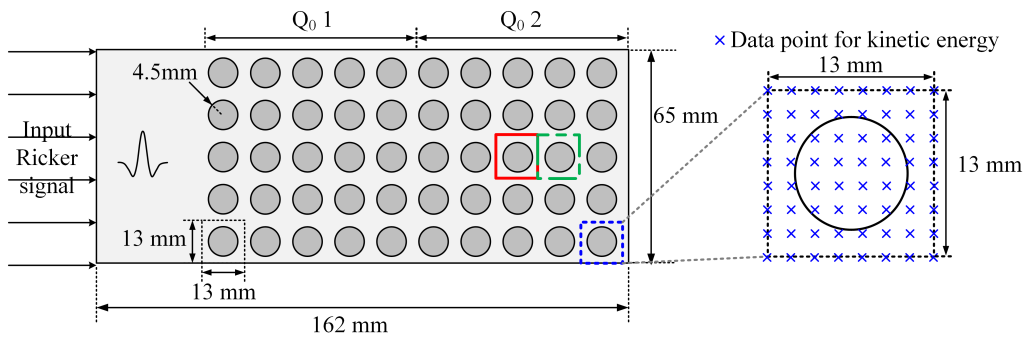 Q₀ 1
Q₀ 2
4.5mm
Input
Ricker
signal
65 mm
13 mm
13 mm
162 mm
× Data point for kinetic energy
13 mm
13 mm